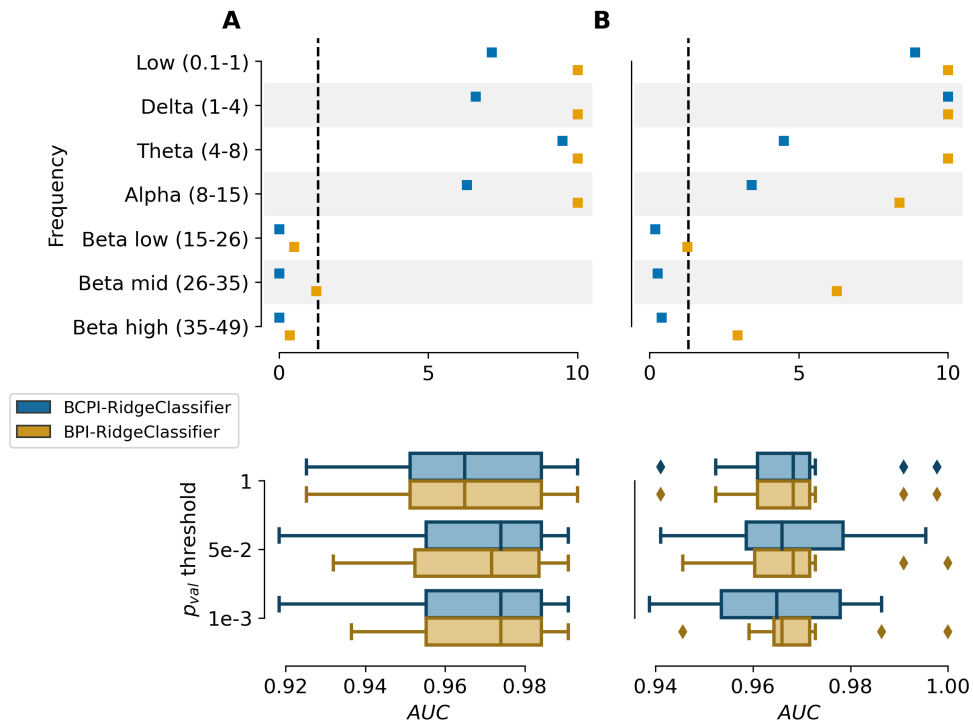 A
B
Frequency
Low (0.1-1)
Delta (1-4)
Theta (4-8)
Alpha (8-15)
Beta low (15-26)
Beta mid (26-35)
Beta high (35-49)
0 5 10
0 5 10
BCPI-RidgeClassifier
BPI-RidgeClassifier
p_val threshold
1
5e-2
1e-3
0.92 0.94 0.96 0.98
0.94 0.96 0.98 1.00
AUC
AUC